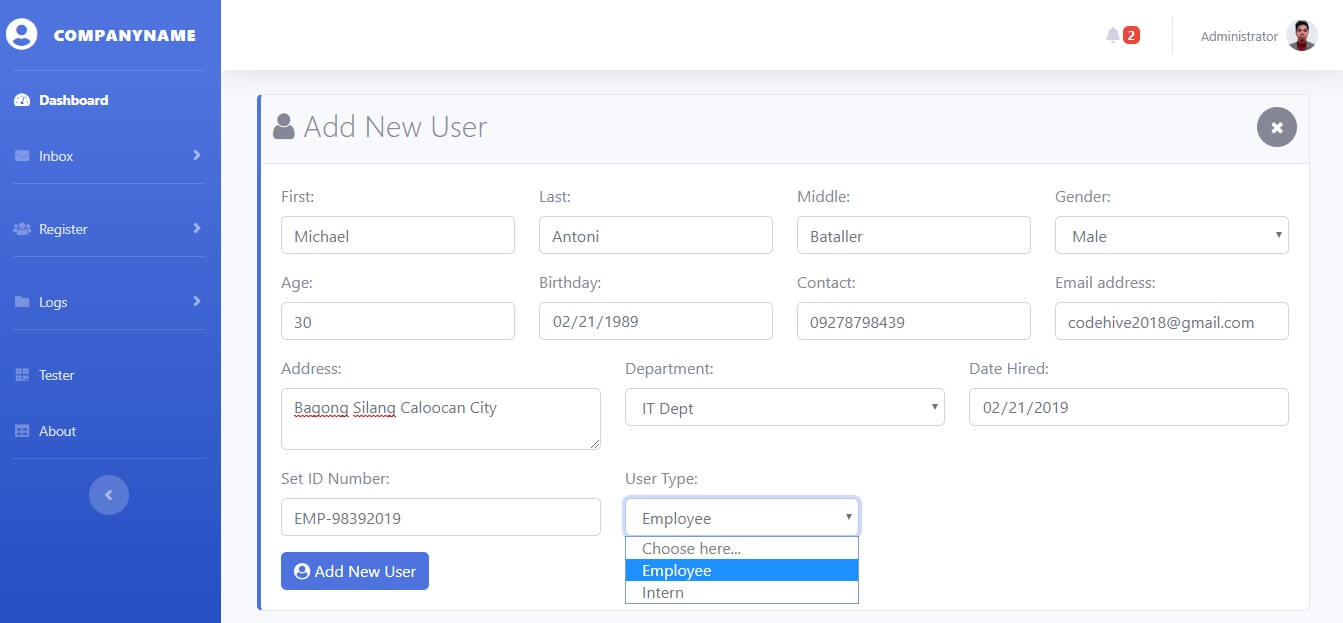 COMPANYNAME
Dashboard
Inbox
Register
Logs
Tester
About
2
Administrator
Add New User
First: Last: Middle: Gender:
Michael Antoni Bataller Male
Age: Birthday: Contact: Email address:
30 02/21/1989 09278798439 codehive2018@gmail.com
Address: Department: Date Hired:
Bagong Silang Caloocan City IT Dept 02/21/2019
Set ID Number: User Type:
EMP-98392019 Employee
Choose here...
Add New User Employee
Intern